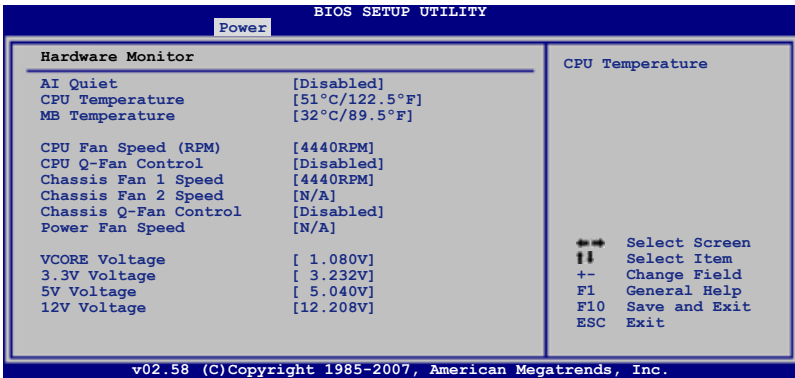 BIOS SETUP UTILITY
Power
Hardware Monitor
AI Quiet [Disabled]
CPU Temperature [51°C/122.5°F]
MB Temperature [32°C/89.5°F]
CPU Fan Speed (RPM) [4440RPM]
CPU Q-Fan Control [Disabled]
Chassis Fan 1 Speed [4440RPM]
Chassis Fan 2 Speed [N/A]
Chassis Q-Fan Control [Disabled]
Power Fan Speed [N/A]
VCORE Voltage [ 1.080V]
3.3V Voltage [ 3.232V]
5V Voltage [ 5.040V]
12V Voltage [12.208V]
CPU Temperature
←→ Select Screen
↑↓ Select Item
+- Change Field
F1 General Help
F10 Save and Exit
ESC Exit
v02.58 (C)Copyright 1985-2007, American Megatrends, Inc.